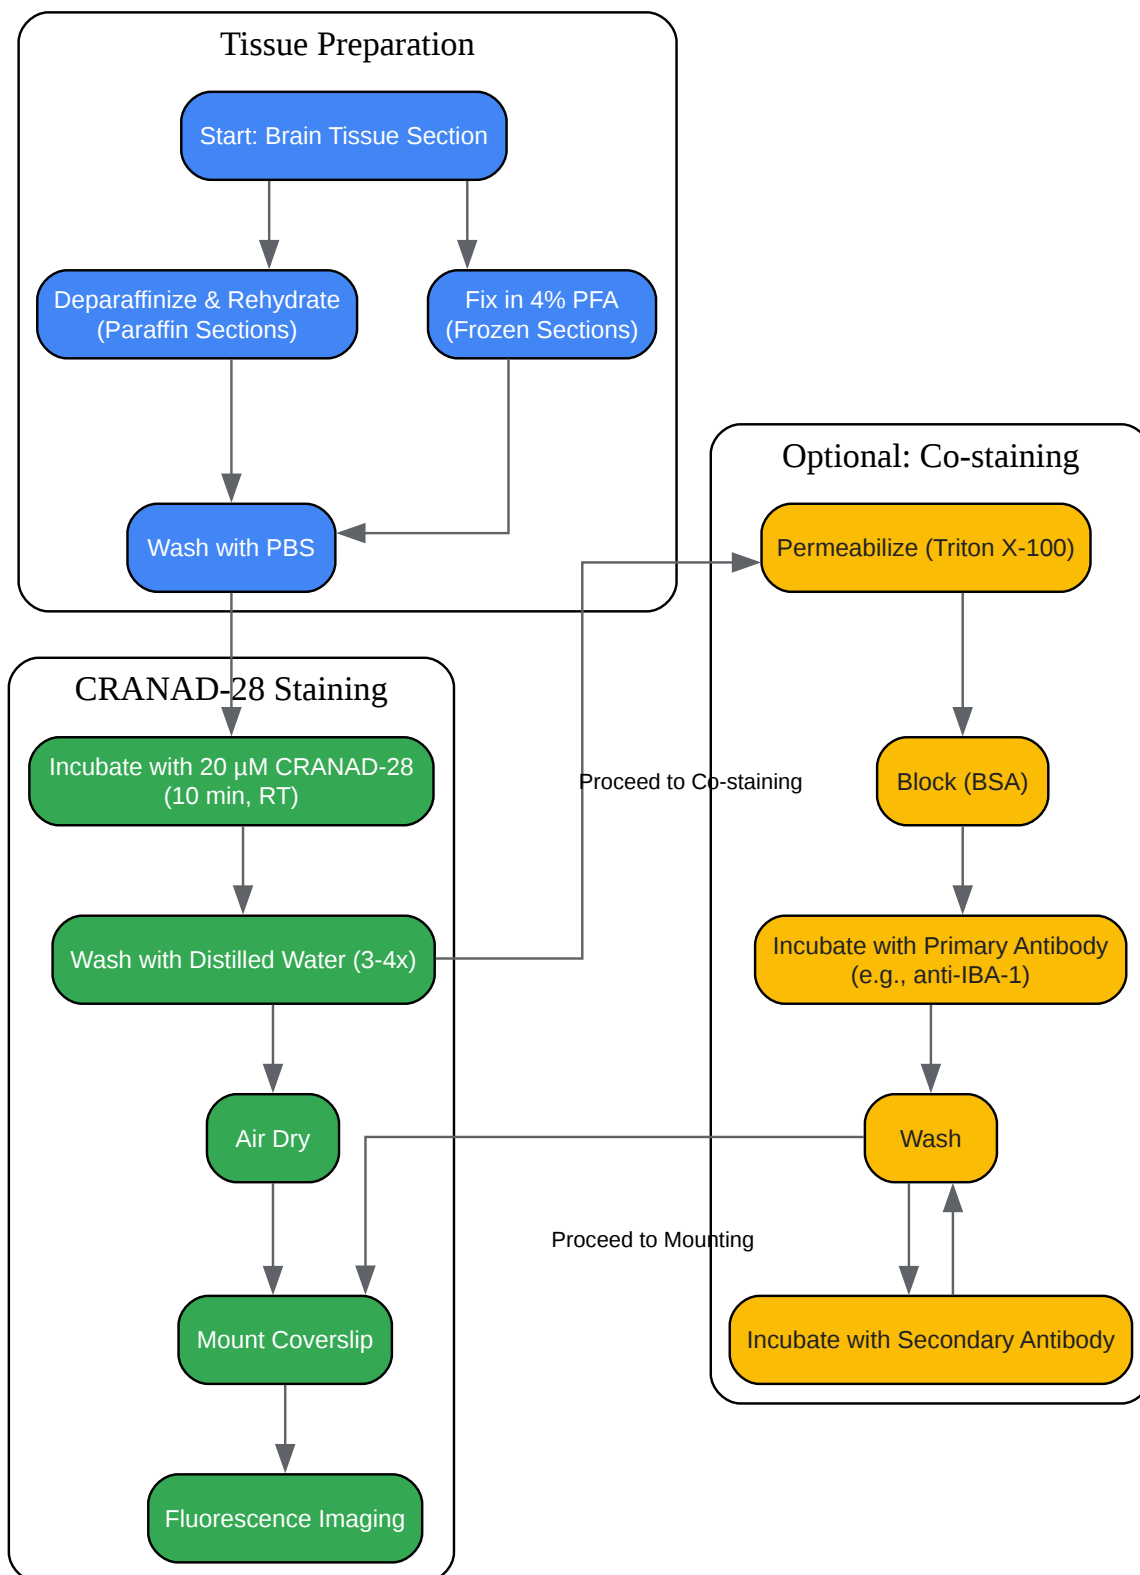 Tissue Preparation
Start: Brain Tissue Section
Deparaffinize & Rehydrate
(Paraffin Sections)
Fix in 4% PFA
(Frozen Sections)
Wash with PBS
CRANAD-28 Staining
Incubate with 20 µM CRANAD-28
(10 min, RT)
Wash with Distilled Water (3-4x)
Air Dry
Mount Coverslip
Fluorescence Imaging
Proceed to Co-staining
Proceed to Mounting
Optional: Co-staining
Permeabilize (Triton X-100)
Block (BSA)
Incubate with Primary Antibody
(e.g., anti-IBA-1)
Wash
Incubate with Secondary Antibody